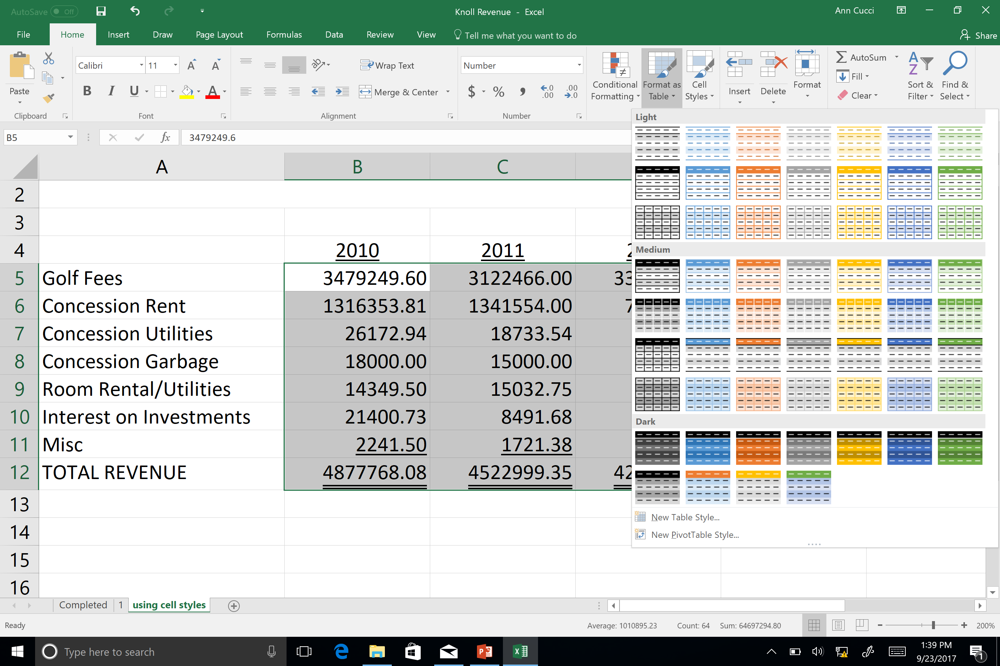 AutoSave Off
Knoll Revenue - Excel
Ann Cucci
File Home Insert Draw Page Layout Formulas Data Review View Tell me what you want to do Share
Paste
Clipboard
Calibri 11
B I U A
Font
Wrap Text
Merge & Center
Alignment
Number
$ % , .00
Number
Conditional Formatting
Format as Table
Cell Styles
Insert
Delete
Format
AutoSum
Fill
Clear
Sort & Filter
Find & Select
B5 fx 3479249.6
A B C
2
3
4 2010 2011
5 Golf Fees 3479249.60 3122466.00 33
6 Concession Rent 1316353.81 1341554.00 7
7 Concession Utilities 26172.94 18733.54
8 Concession Garbage 18000.00 15000.00
9 Room Rental/Utilities 14349.50 15032.75
10 Interest on Investments 21400.73 8491.68
11 Misc 2241.50 1721.38
12 TOTAL REVENUE 4877768.08 4522999.35 42
13
14
15
16
Light
Medium
Dark
New Table Style...
New PivotTable Style...
Completed 1 using cell styles
Ready
Average: 1010895.23 Count: 64 Sum: 64697294.80
200%
Type here to search
1:39 PM
9/23/2017
1